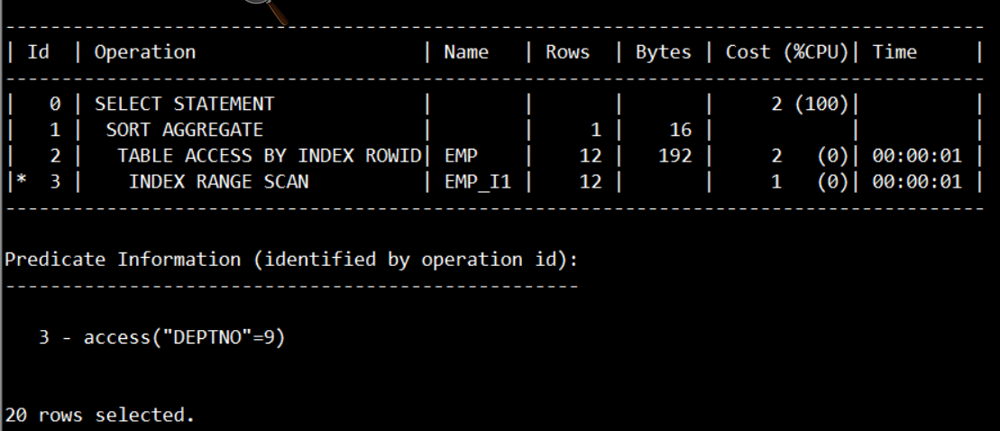 -----------------------------------------------------------------------------------------
| Id  | Operation                    | Name   | Rows  | Bytes | Cost (%CPU)| Time     |
-----------------------------------------------------------------------------------------
|   0 | SELECT STATEMENT             |        |       |       |     2 (100)|          |
|   1 |  SORT AGGREGATE              |        |     1 |    16 |            |          |
|   2 |   TABLE ACCESS BY INDEX ROWID| EMP    |    12 |   192 |     2   (0)| 00:00:01 |
|*  3 |    INDEX RANGE SCAN          | EMP_I1 |    12 |       |     1   (0)| 00:00:01 |
-----------------------------------------------------------------------------------------
Predicate Information (identified by operation id):
---------------------------------------------------
   3 - access("DEPTNO"=9)
20 rows selected.